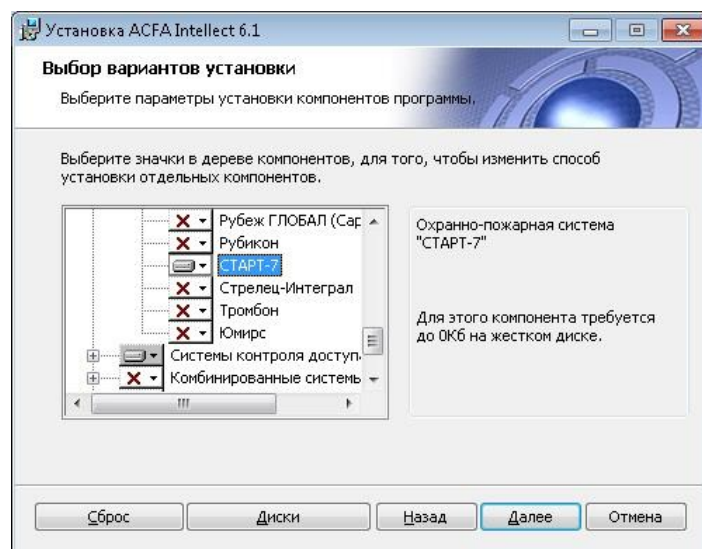 Установка ACFA Intellect 6.1
Выбор вариантов установки
Выберите параметры установки компонентов программы.
Выберите значки в дереве компонентов, для того, чтобы изменить способ
установки отдельных компонентов.
Рубеж ГЛОБАЛ (Сар
Рубикон
СТАРТ-7
Стрелец-Интеграл
Тромбон
Юмирс
Системы контроля доступ
Комбинированные системь
Охранно-пожарная система
"СТАРТ-7"
Для этого компонента требуется
до 0Кб на жестком диске.
Сброс
Диски
Назад
Далее
Отмена